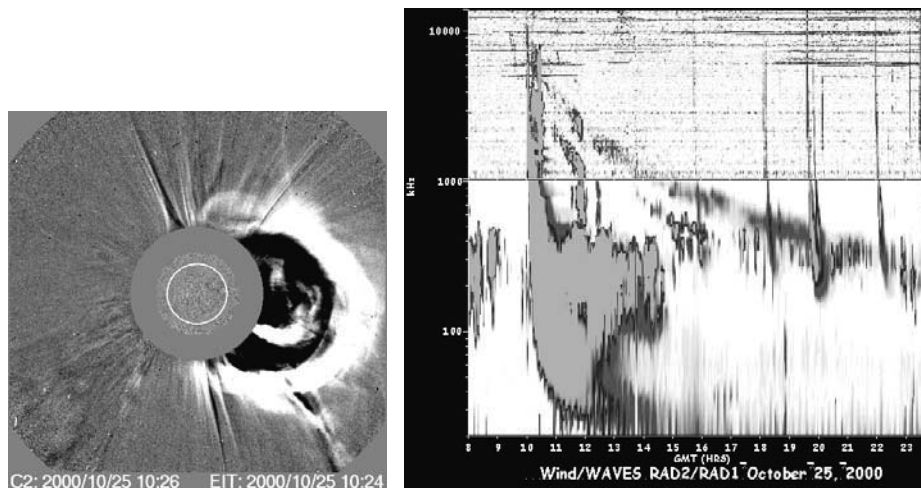 C2: 2000/10/25 10:26 EIT: 2000/10/25 10:24
10000
1000
100
kHz
8 9 10 11 12 13 14 15 16 17 18 19 20 21 22 23
GMT (HRS)
Wind/WAVES RAD2/RAD1 October 25, 2000